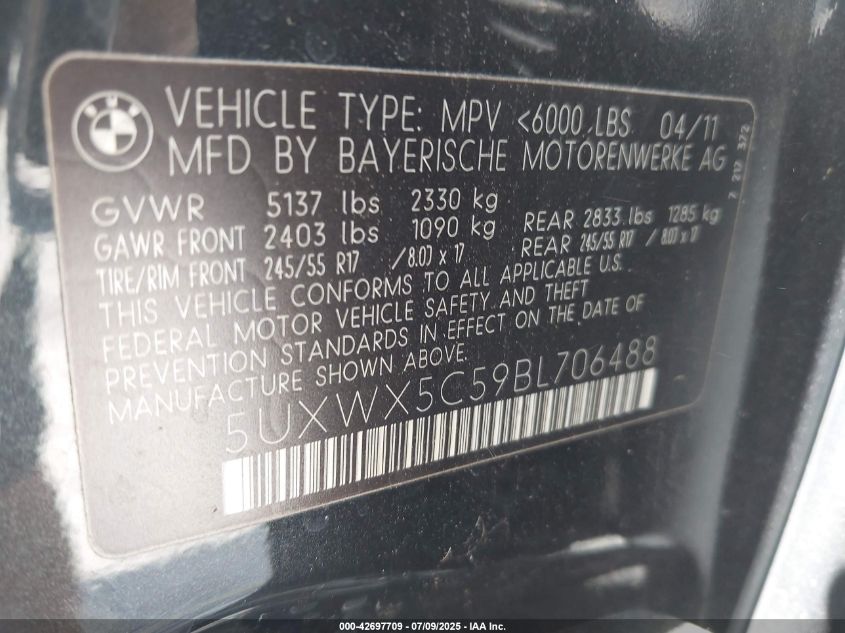 BMW
VEHICLE TYPE: MPV <6000 LBS 04/11
MFD BY BAYERISCHE MOTORENWERKE AG
GVWR 5137 lbs 2330 kg
GAWR FRONT 2403 lbs 1090 kg REAR 2833 lbs 1285 kg
TIRE/RIM FRONT 245/55 R17 / 8.0J x 17 REAR 245/55 R17 / 8.0J x 17
THIS VEHICLE CONFORMS TO ALL APPLICABLE U.S.
FEDERAL MOTOR VEHICLE SAFETY AND THEFT
PREVENTION STANDARDS IN EFFECT ON THE DATE OF
MANUFACTURE SHOWN ABOVE.
5UXWX5C59BL706488
000-42697709 | 07/09/2025 | IAA Inc.